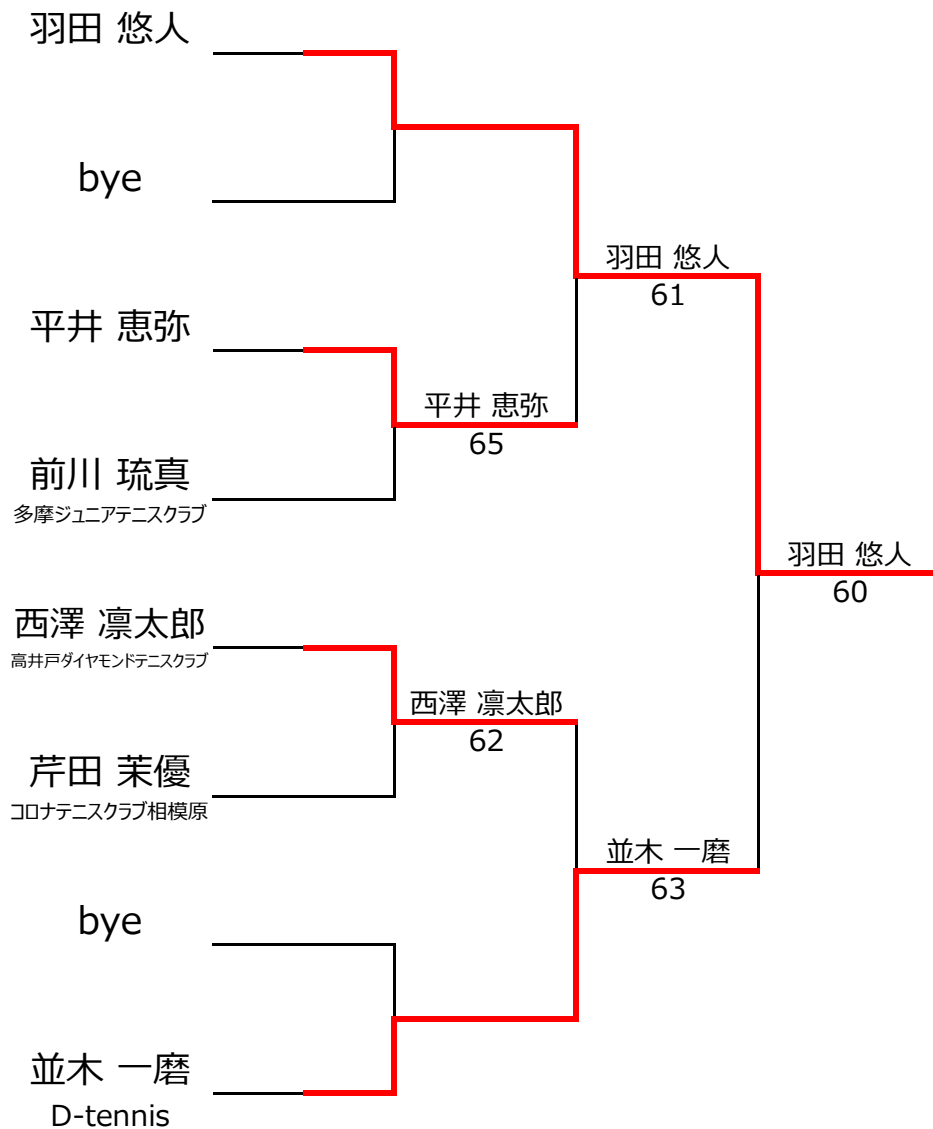 羽田 悠人
bye
平井 恵弥
前川 琉真
多摩ジュニアテニスクラブ
西澤 凛太郎
高井戸ダイヤモンドテニスクラブ
芹田 茉優
コロナテニスクラブ相模原
bye
並木 一磨
D-tennis
平井 恵弥
65
西澤 凛太郎
62
羽田 悠人
61
並木 一磨
63
羽田 悠人
60